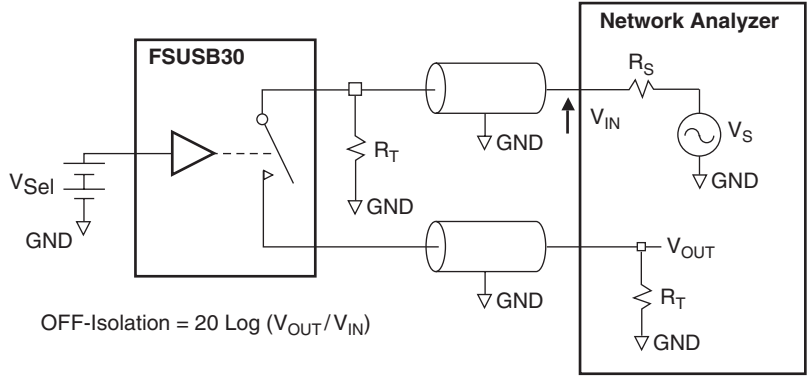 Network Analyzer
FSUSB30
R_S
V_IN
V_S
GND
GND
R_T
GND
V_Sel
GND
V_OUT
GND
R_T
GND
OFF-Isolation = 20 Log (V_OUT/V_IN)